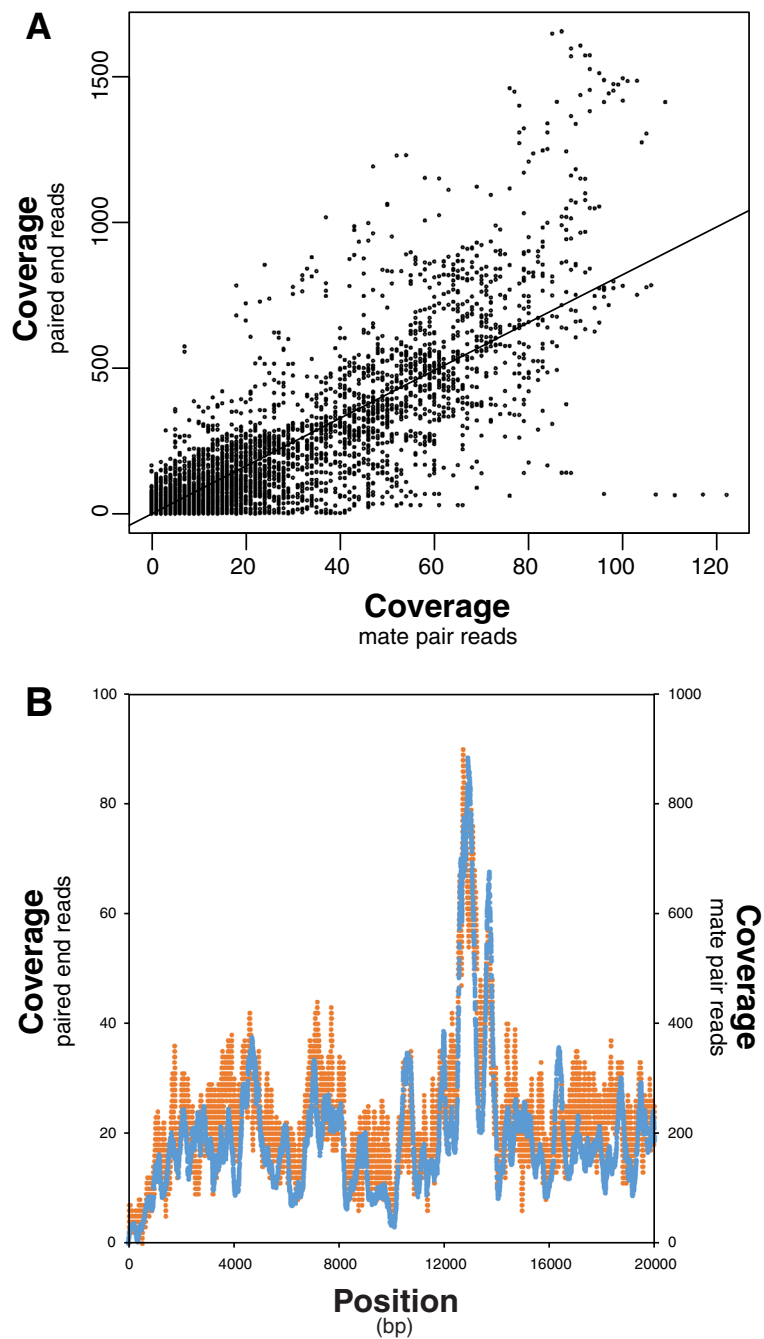 A
Coverage
paired end reads
1500
1000
500
0
0 20 40 60 80 100 120
Coverage
mate pair reads
B
Coverage
paired end reads
100
80
60
40
20
0
1000
800
600
400
200
0
Coverage
mate pair reads
0 4000 8000 12000 16000 20000
Position
(bp)